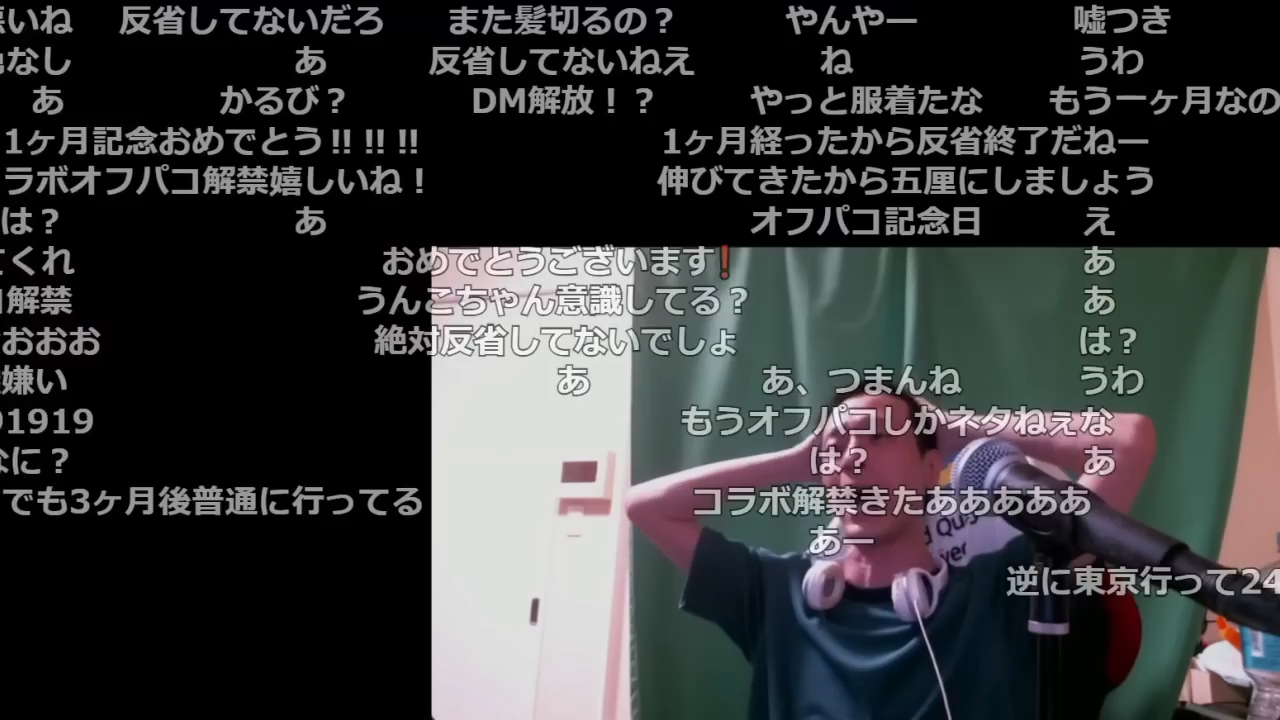 悪いね 反省してないだろ また髪切るの？ やんやー 嘘つき
なし あ 反省してないねえ ね うわ
あ かるび？ DM解放！？ やっと服着たな もう一ヶ月なの
1ヶ月記念おめでとう!! !! !! 1ヶ月経ったから反省終了だねー
ラボオフパコ解禁嬉しいね！ 伸びてきたから五厘にしましょう
は？ あ オフパコ記念日 え
てくれ おめでとうございます❗ あ
解禁 うんこちゃん意識してる？ あ
おおお 絶対反省してないでしょ は？
嫌い あ あ、つまんね うわ
1919 もうオフパコしかネタねぇな
なに？ は？ あ
でも3ヶ月後普通に行ってる コラボ解禁きたあああああ
あー
逆に東京行って24